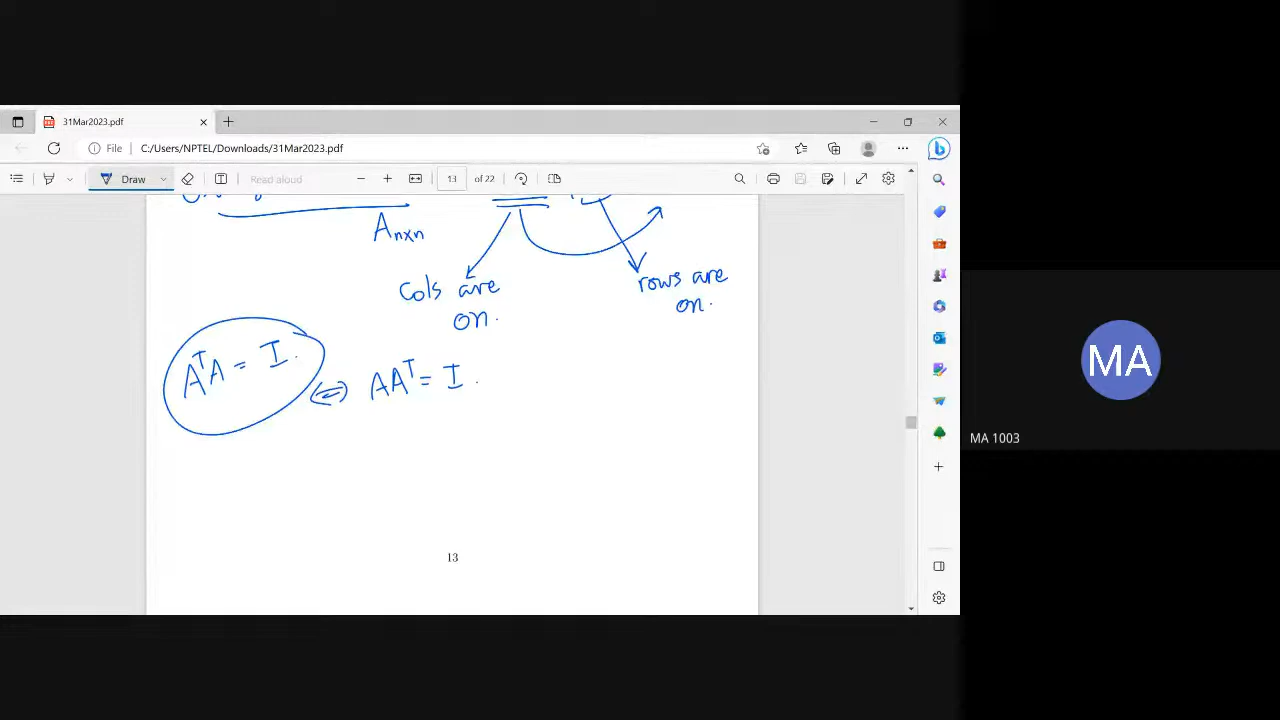 31Mar2023.pdf
File C:/Users/NPTEL/Downloads/31Mar2023.pdf
Draw Read aloud 13 of 22
Aₙₓₙ
Cols are
on.
rows are
on.
AᵀA = I.
⇔ AAᵀ = I.
13
MA
MA 1003